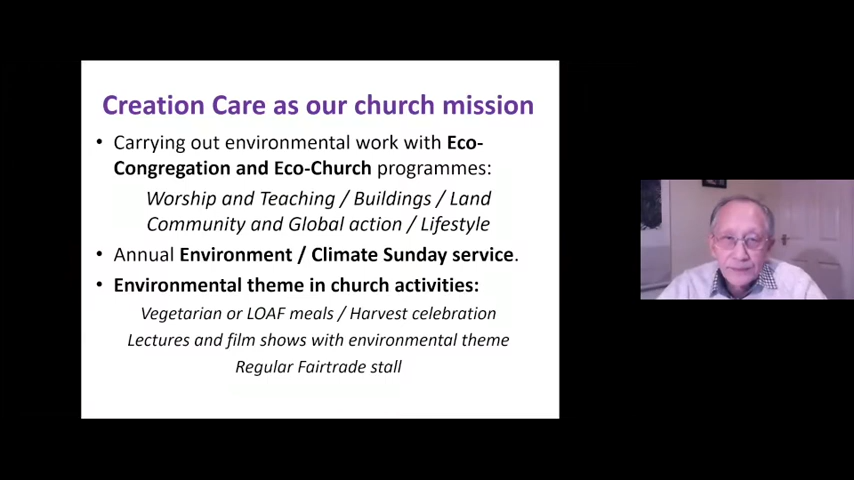 Creation Care as our church mission
• Carrying out environmental work with Eco-
Congregation and Eco-Church programmes:
Worship and Teaching / Buildings / Land
Community and Global action / Lifestyle
• Annual Environment / Climate Sunday service.
• Environmental theme in church activities:
Vegetarian or LOAF meals / Harvest celebration
Lectures and film shows with environmental theme
Regular Fairtrade stall